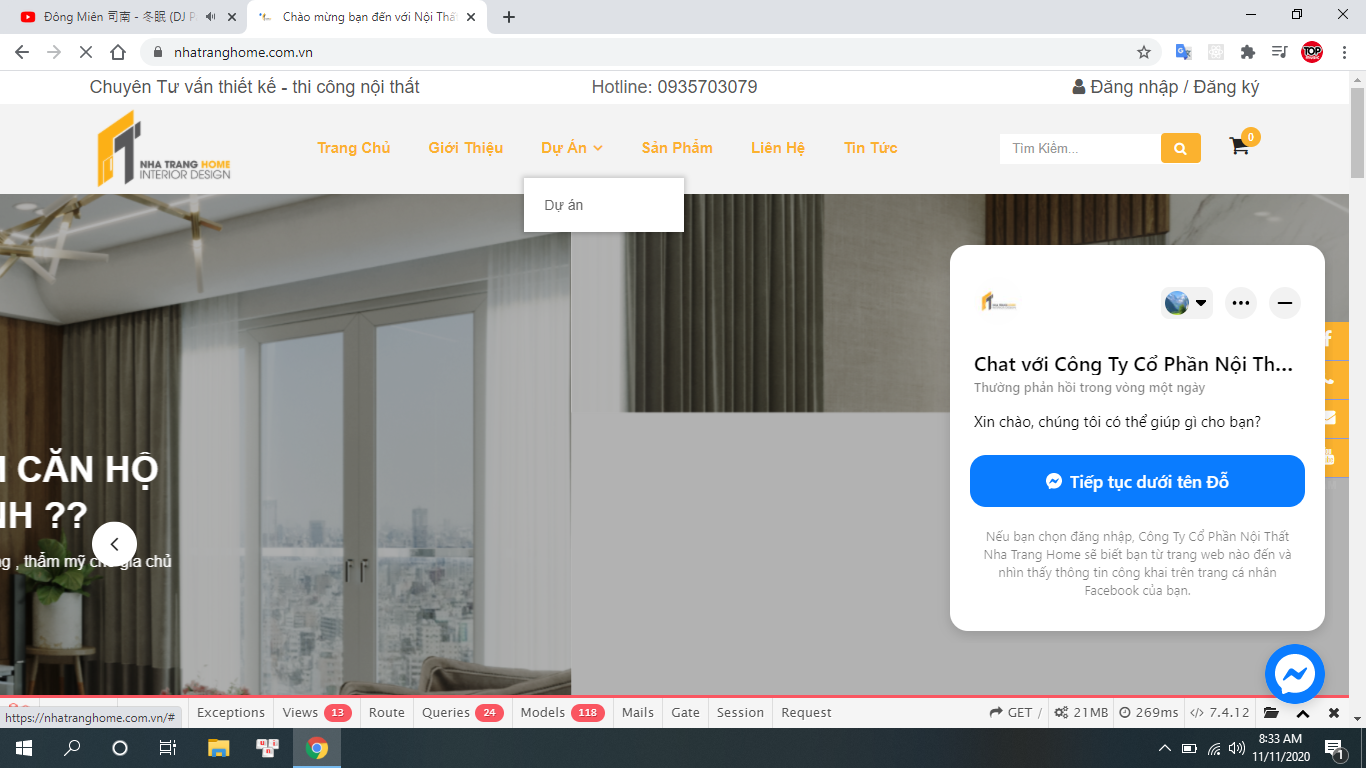 Đông Miên 司南 - 冬眠 (DJ P
Chào mừng bạn đến với Nội Thấ
nhatranghome.com.vn
TOP
MUSIC
Chuyên Tư vấn thiết kế - thi công nội thất
Hotline: 0935703079
Đăng nhập / Đăng ký
NHA TRANG HOME
INTERIOR DESIGN
Trang Chủ
Giới Thiệu
Dự Án
Sản Phẩm
Liên Hệ
Tin Tức
Tìm Kiếm...
0
Dự án
CĂN HỘ
NH ??
ng , thẩm mỹ cho gia chủ
Chat với Công Ty Cổ Phần Nội Th...
Thường phản hồi trong vòng một ngày
Xin chào, chúng tôi có thể giúp gì cho bạn?
Tiếp tục dưới tên Đỗ
Nếu bạn chọn đăng nhập, Công Ty Cổ Phần Nội Thất
Nha Trang Home sẽ biết bạn từ trang web nào đến và
nhìn thấy thông tin công khai trên trang cá nhân
Facebook của bạn.
https://nhatranghome.com.vn/#
Exceptions
Views 13
Route
Queries 24
Models 118
Mails
Gate
Session
Request
GET /
21MB
269ms
7.4.12
8:33 AM
11/11/2020
1